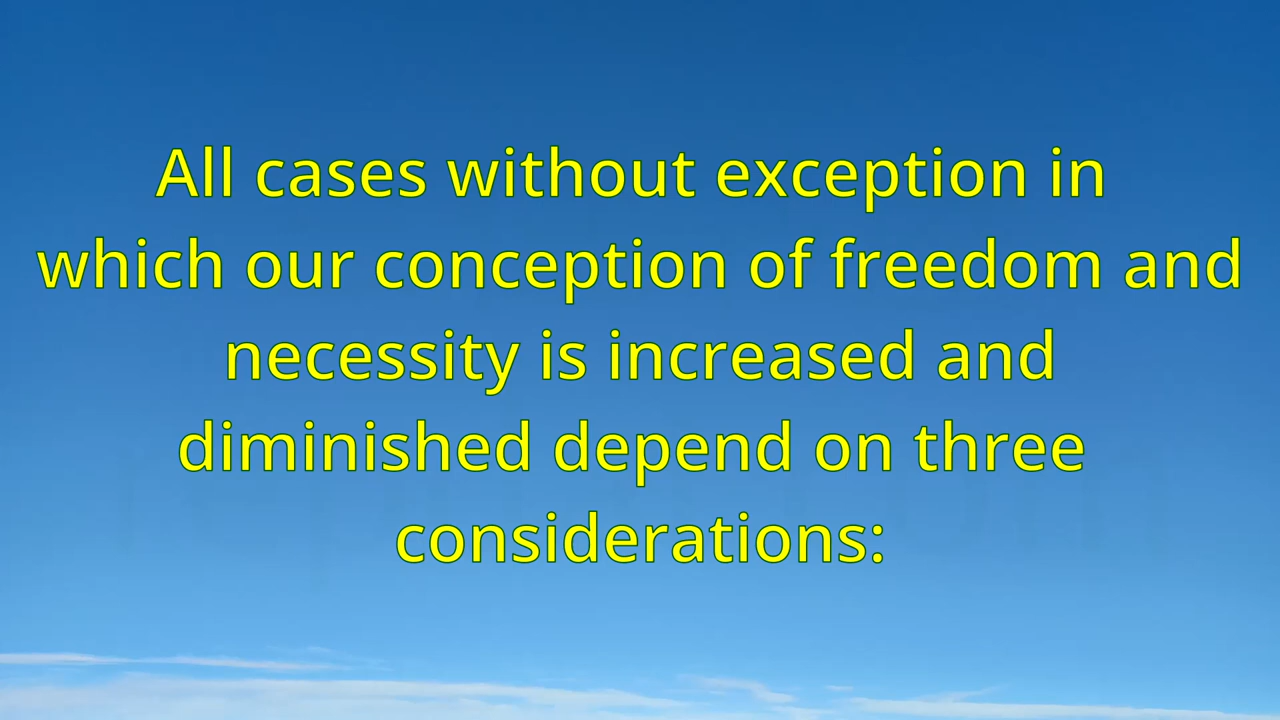 All cases without exception in
which our conception of freedom and
necessity is increased and
diminished depend on three
considerations: